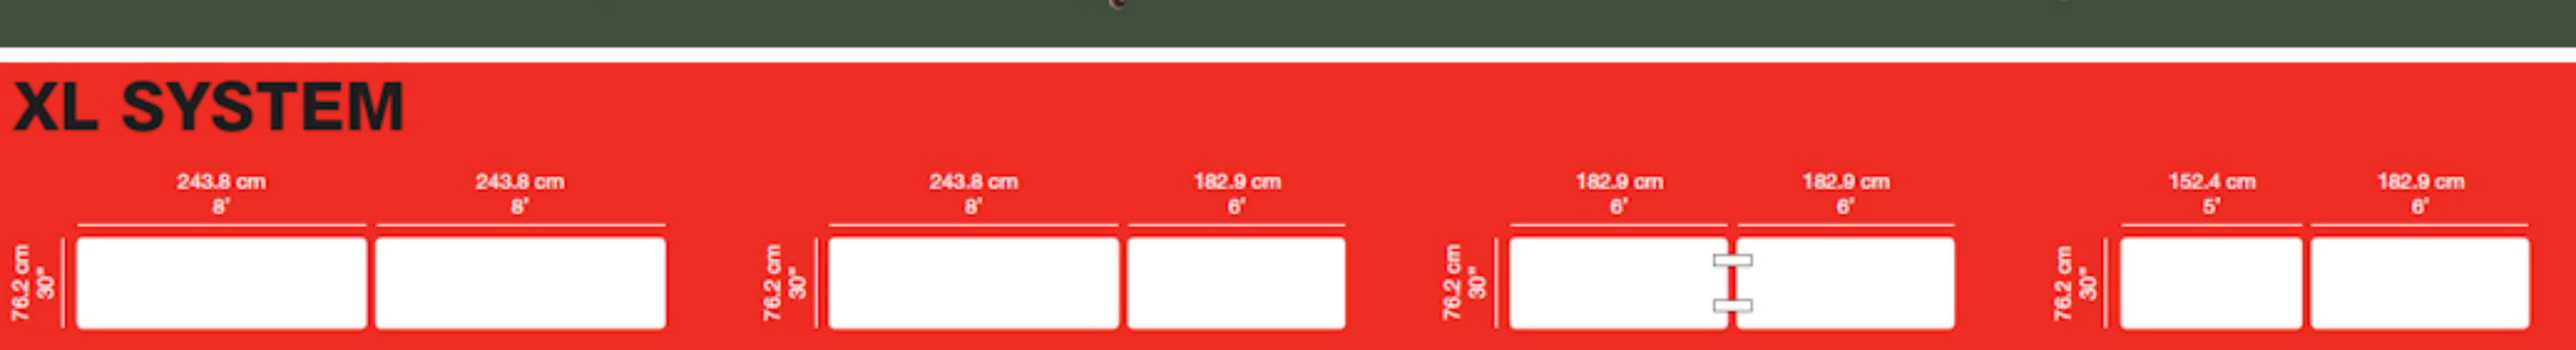 XL SYSTEM
243.8 cm
8'
243.8 cm
8'
76.2 cm
30"
243.8 cm
8'
182.9 cm
6'
76.2 cm
30"
182.9 cm
6'
182.9 cm
6'
76.2 cm
30"
152.4 cm
5'
182.9 cm
6'
76.2 cm
30"